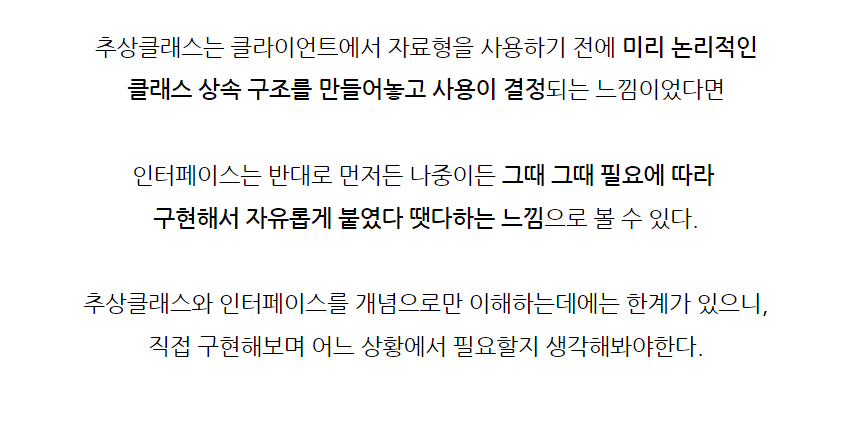 추상클래스는 클라이언트에서 자료형을 사용하기 전에 미리 논리적인
클래스 상속 구조를 만들어놓고 사용이 결정되는 느낌이었다면
인터페이스는 반대로 먼저든 나중이든 그때 그때 필요에 따라
구현해서 자유롭게 붙였다 땟다하는 느낌으로 볼 수 있다.
추상클래스와 인터페이스를 개념으로만 이해하는데에는 한계가 있으니,
직접 구현해보며 어느 상황에서 필요할지 생각해봐야한다.